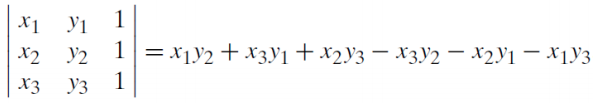 | x₁ y₁ 1 |
| x₂ y₂ 1 | = x₁y₂ + x₃y₁ + x₂y₃ − x₃y₂ − x₂y₁ − x₁y₃
| x₃ y₃ 1 |